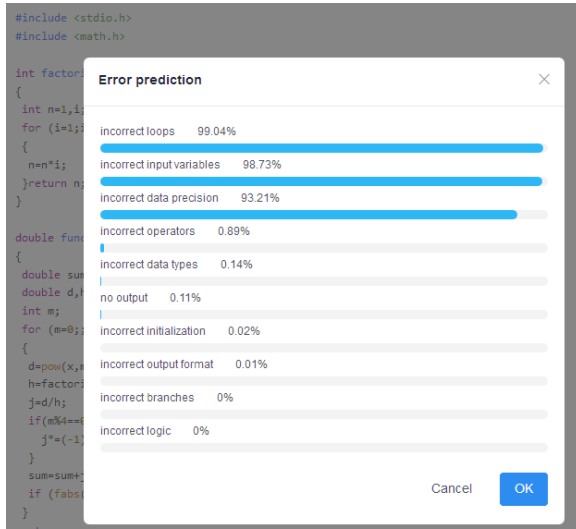 #include <stdio.h>
#include <math.h>
int factori
{
int n=1,i;
for (i=1;i
{
n=n*i;
}return n;
}
double func
{
double sum
double d,h
int m;
for (m=0;;
{
d=pow(x,m
h=factori
j=d/h;
if(m%4==0
j*=(-1)
}
sum=sum+j
if (fabs(
}
Error prediction
incorrect loops 99.04%
incorrect input variables 98.73%
incorrect data precision 93.21%
incorrect operators 0.89%
incorrect data types 0.14%
no output 0.11%
incorrect initialization 0.02%
incorrect output format 0.01%
incorrect branches 0%
incorrect logic 0%
Cancel OK